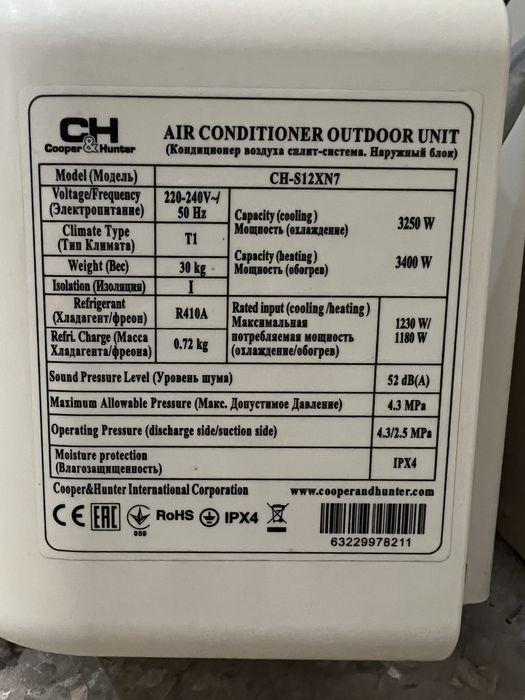 CH
Cooper&Hunter
AIR CONDITIONER OUTDOOR UNIT
(Кондиционер воздуха сплит-система. Наружный блок)
Model (Модель)
CH-S12XN7
Voltage/Frequency
(Электропитание)
220-240V~/
50 Hz
Capacity (cooling)
Мощность (охлаждение)
3250 W
Climate Type
(Тип Климата)
T1
Capacity (heating)
Мощность (обогрев)
3400 W
Weight (Вес)
30 kg
Isolation (Изоляция)
I
Refrigerant
(Хладагент/фреон)
R410A
Rated input (cooling /heating)
Максимальная
потребляемая мощность
(охлаждение/обогрев)
1230 W/
1180 W
Refri. Charge (Масса
Хладагента/фреона)
0.72 kg
Sound Pressure Level (Уровень шума)
52 dB(A)
Maximum Allowable Pressure (Макс. Допустимое Давление)
4.3 MPa
Operating Pressure (discharge side/suction side)
4.3/2.5 MPa
Moisture protection
(Влагозащищенность)
IPX4
Cooper&Hunter International Corporation
www.cooperandhunter.com
CE EAC RoHS IPX4
059
63229978211